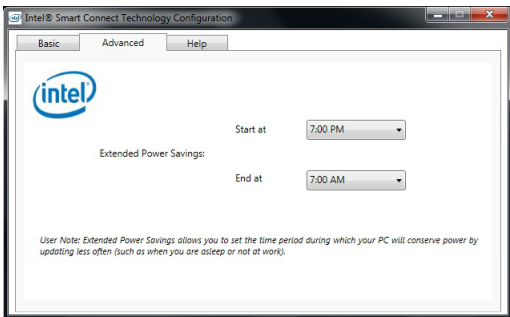 Intel® Smart Connect Technology Configuration
Basic Advanced Help
intel
Start at 7:00 PM
Extended Power Savings:
End at 7:00 AM
User Note: Extended Power Savings allows you to set the time period during which your PC will conserve power by
updating less often (such as when you are asleep or not at work).